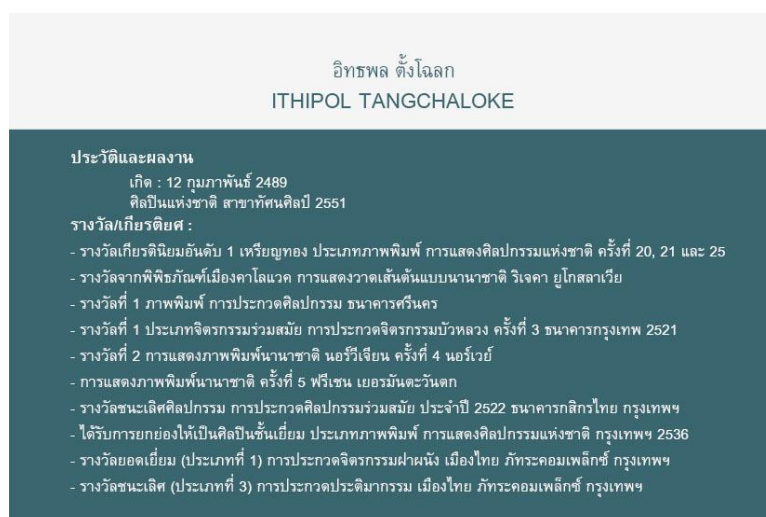 อิทธพล ตั้งโฉลก
ITHIPOL TANGCHALOKE
ประวัติและผลงาน
เกิด : 12 กุมภาพันธ์ 2489
ศิลปินแห่งชาติ สาขาทัศนศิลป์ 2551
รางวัล/เกียรติยศ :
- รางวัลเกียรตินิยมอันดับ 1 เหรียญทอง ประเภทภาพพิมพ์ การแสดงศิลปกรรมแห่งชาติ ครั้งที่ 20, 21 และ 25
- รางวัลจากพิพิธภัณฑ์เมืองคาโลแวค การแสดงวาดเส้นต้นแบบนานาชาติ ริเจคา ยูโกสลาเวีย
- รางวัลที่ 1 ภาพพิมพ์ การประกวดศิลปกรรม ธนาคารศรีนคร
- รางวัลที่ 1 ประเภทจิตรกรรมร่วมสมัย การประกวดจิตรกรรมบัวหลวง ครั้งที่ 3 ธนาคารกรุงเทพ 2521
- รางวัลที่ 2 การแสดงภาพพิมพ์นานาชาติ นอร์วีเจียน ครั้งที่ 4 นอร์เวย์
- การแสดงภาพพิมพ์นานาชาติ ครั้งที่ 5 ฟรีเชน เยอรมันตะวันตก
- รางวัลชนะเลิศศิลปกรรม การประกวดศิลปกรรมร่วมสมัย ประจำปี 2522 ธนาคารกสิกรไทย กรุงเทพฯ
- ได้รับการยกย่องให้เป็นศิลปินชั้นเยี่ยม ประเภทภาพพิมพ์ การแสดงศิลปกรรมแห่งชาติ กรุงเทพฯ 2536
- รางวัลยอดเยี่ยม (ประเภทที่ 1) การประกวดจิตรกรรมฝาผนัง เมืองไทย ภัทระคอมเพล็กซ์ กรุงเทพฯ
- รางวัลชนะเลิศ (ประเภทที่ 3) การประกวดประติมากรรม เมืองไทย ภัทระคอมเพล็กซ์ กรุงเทพฯ